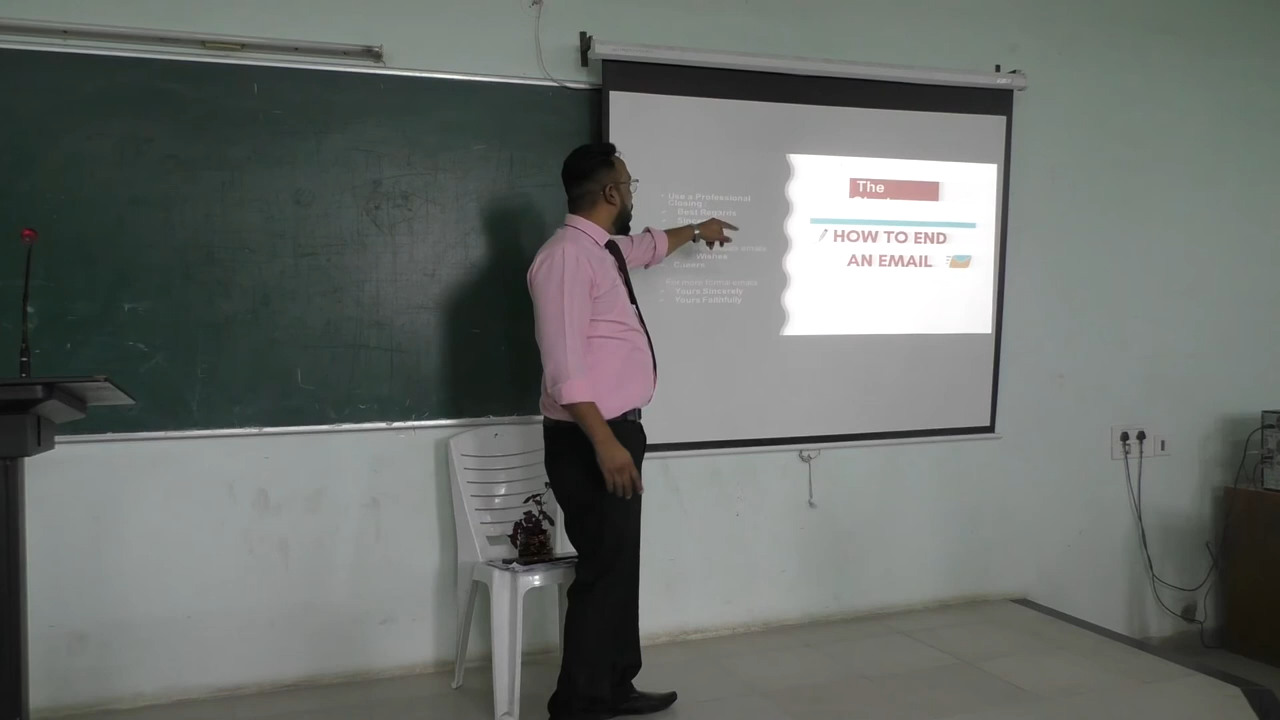 Use a Professional
Closing
Best Regards
emails
Wishes
Cheers
For more formal emails
Yours Sincerely
Yours Faithfully
The
HOW TO END
AN EMAIL